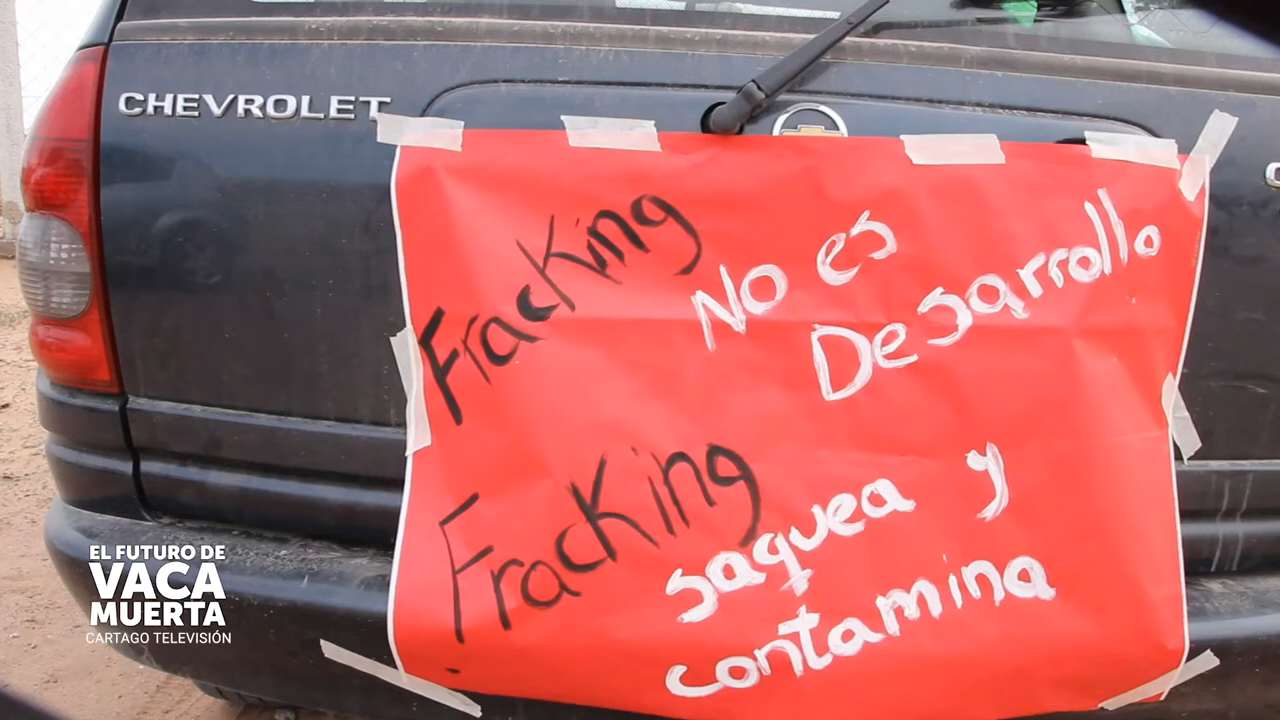 CHEVROLET
Fracking
No es
Desarrollo
Fracking
saquea y
contamina
EL FUTURO DE
VACA
MUERTA
CARTAGO TELEVISIÓN